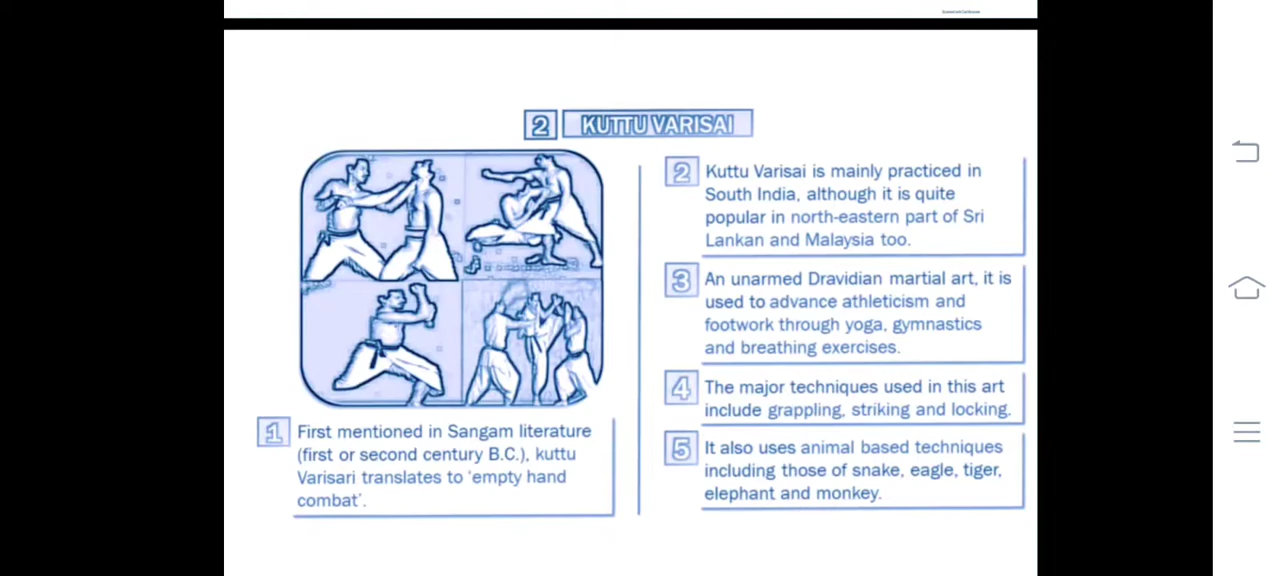 2 KUTTU VARISAI
1 First mentioned in Sangam literature
(first or second century B.C.), kuttu
Varisari translates to 'empty hand
combat'.
2 Kuttu Varisai is mainly practiced in
South India, although it is quite
popular in north-eastern part of Sri
Lankan and Malaysia too.
3 An unarmed Dravidian martial art, it is
used to advance athleticism and
footwork through yoga, gymnastics
and breathing exercises.
4 The major techniques used in this art
include grappling, striking and locking.
5 It also uses animal based techniques
including those of snake, eagle, tiger,
elephant and monkey.